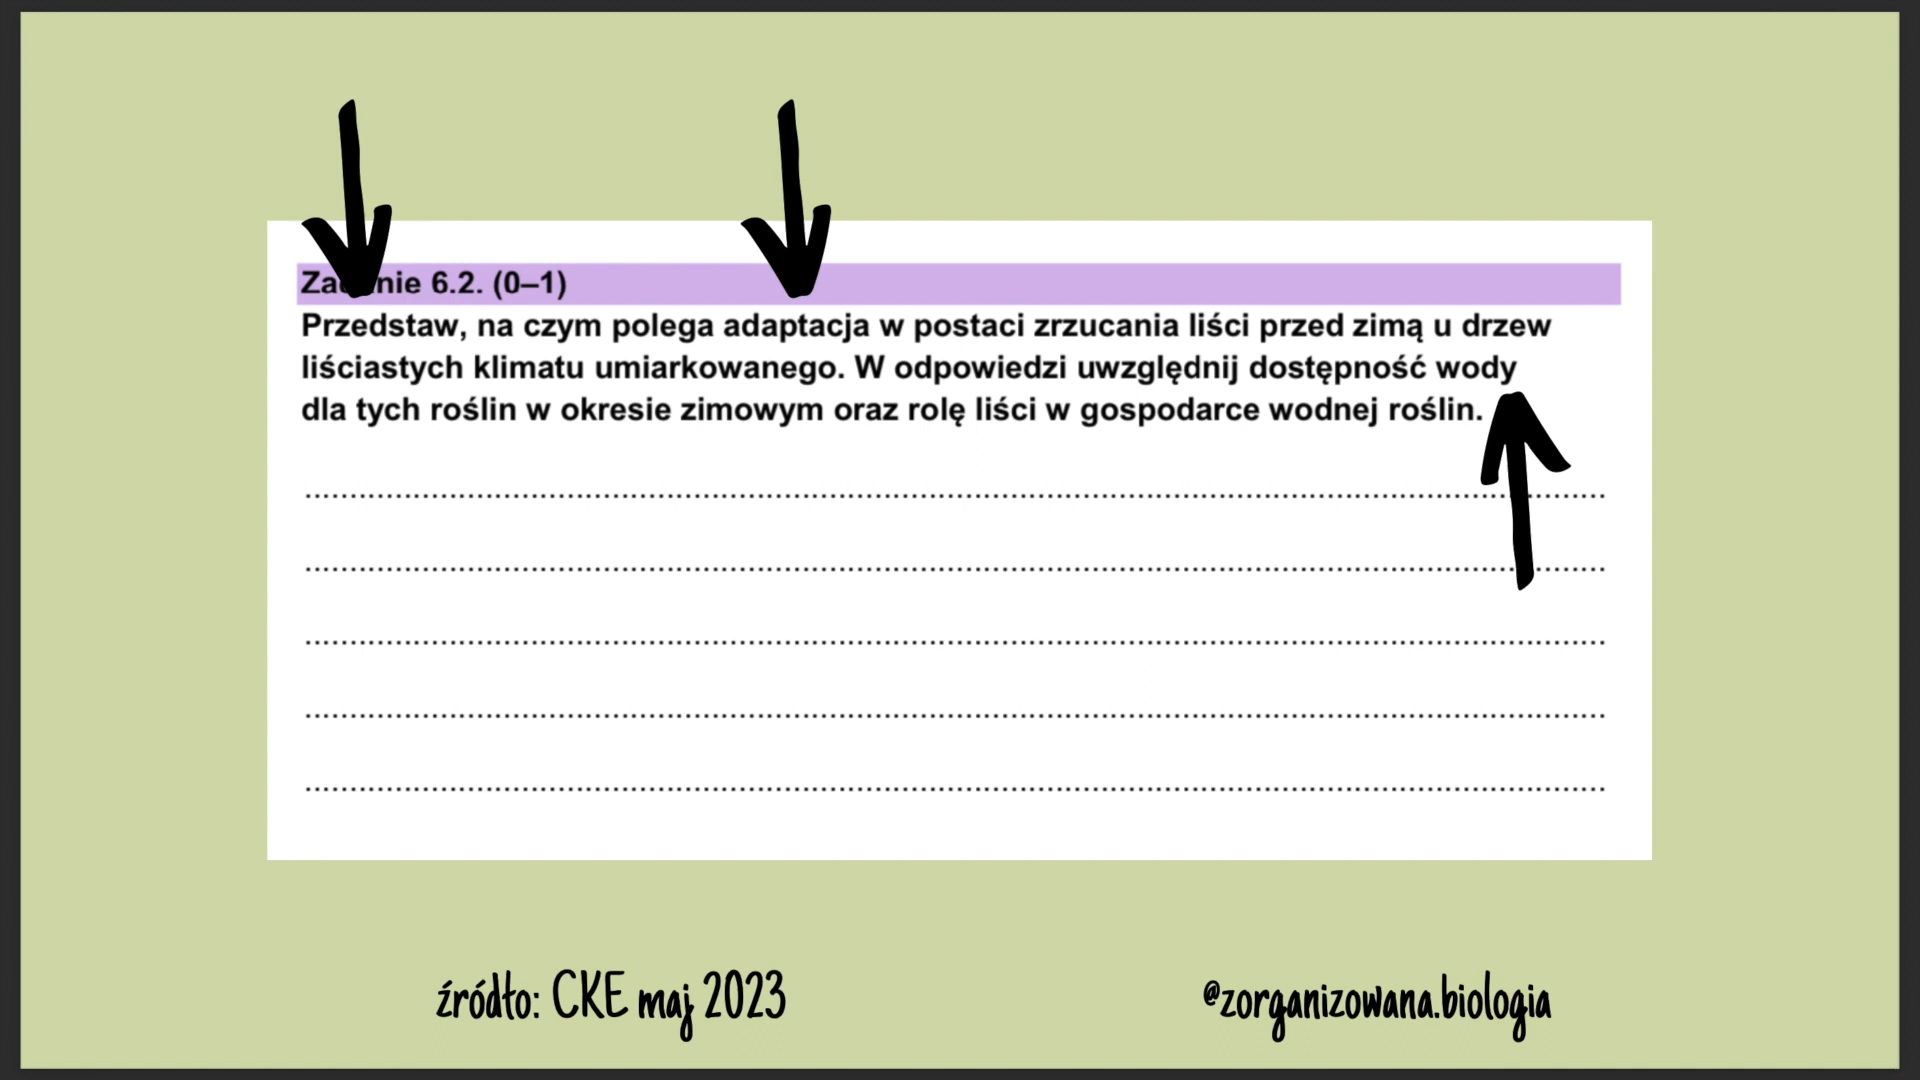 Zadanie 6.2. (0–1)
Przedstaw, na czym polega adaptacja w postaci zrzucania liści przed zimą u drzew
liściastych klimatu umiarkowanego. W odpowiedzi uwzględnij dostępność wody
dla tych roślin w okresie zimowym oraz rolę liści w gospodarce wodnej roślin.
źródło: CKE maj 2023
@zorganizowana.biologia